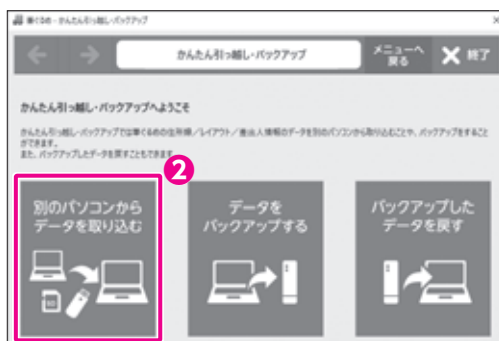 筆ぐるめ - かんたん引っ越し・バックアップ
かんたん引っ越し・バックアップ
メニューへ
戻る
終了
かんたん引っ越し・バックアップへようこそ
かんたん引っ越し・バックアップでは筆ぐるめの住所録/レイアウト/差出人情報のデータを別のパソコンから取り込むことや、バックアップをすること
ができます。
また、バックアップしたデータを戻すこともできます。
2
別のパソコンから
データを取り込む
データを
バックアップする
バックアップした
データを戻す